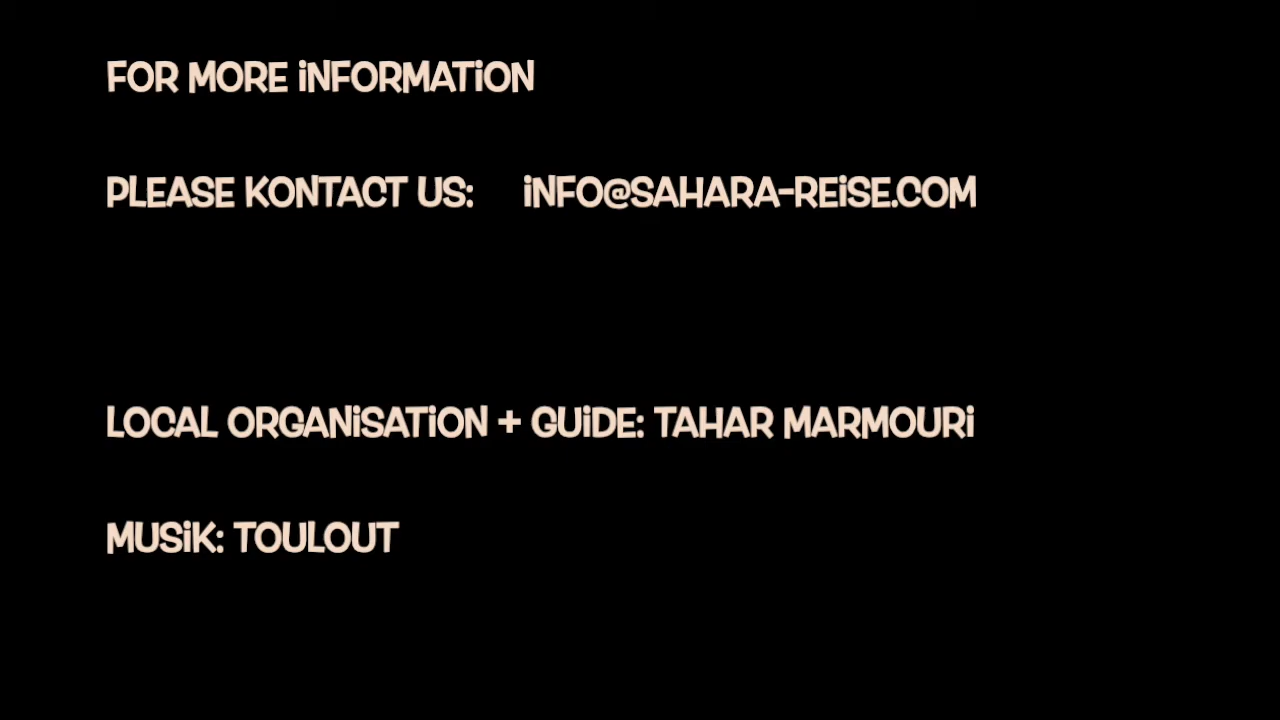 FOR MORE iNFORMATiON
PLEASE KONTACT US: iNFO@SAHARA-REiSE.COM
LOCAL ORGANiSATiON + GUiDE: TAHAR MARMOURi
MUSiK: TOULOUT